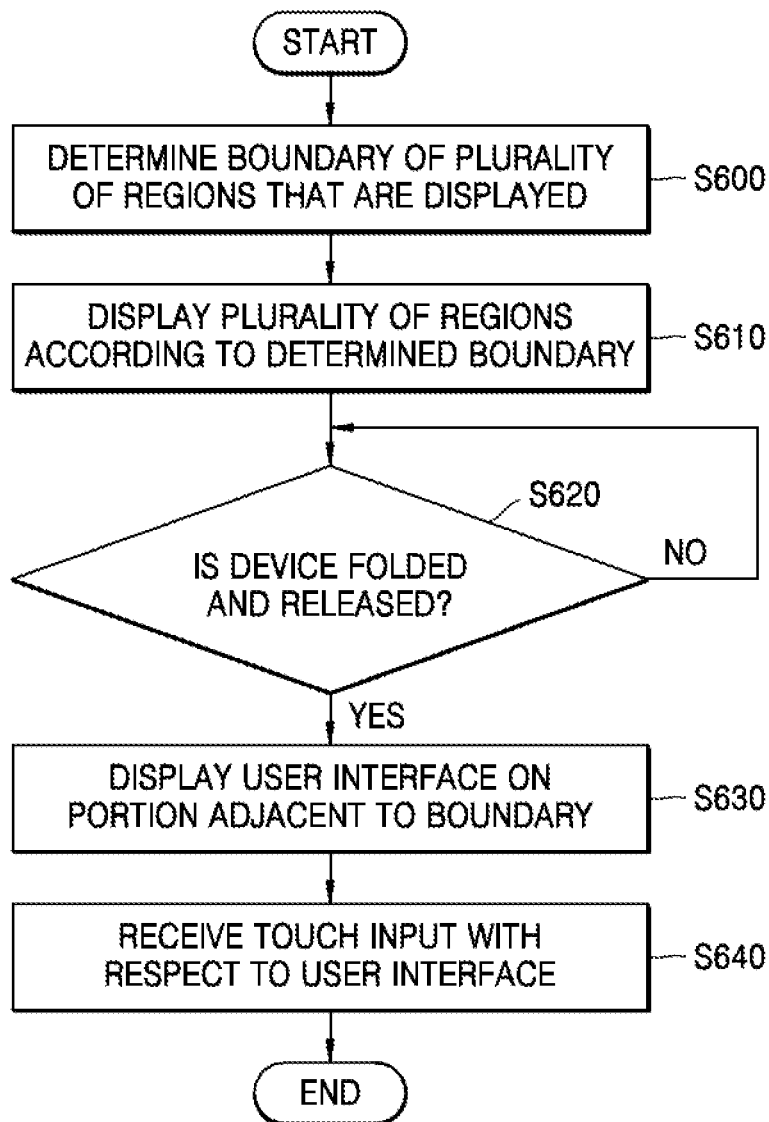 START
DETERMINE BOUNDARY OF PLURALITY
OF REGIONS THAT ARE DISPLAYED
S600
DISPLAY PLURALITY OF REGIONS
ACCORDING TO DETERMINED BOUNDARY
S610
S620
IS DEVICE FOLDED
AND RELEASED?
NO
YES
DISPLAY USER INTERFACE ON
PORTION ADJACENT TO BOUNDARY
S630
RECEIVE TOUCH INPUT WITH
RESPECT TO USER INTERFACE
S640
END